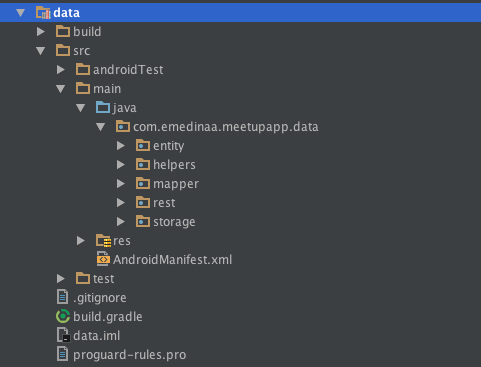 data
build
src
androidTest
main
java
com.emedinaa.meetupapp.data
entity
helpers
mapper
rest
storage
res
AndroidManifest.xml
test
.gitignore
build.gradle
data.iml
proguard-rules.pro